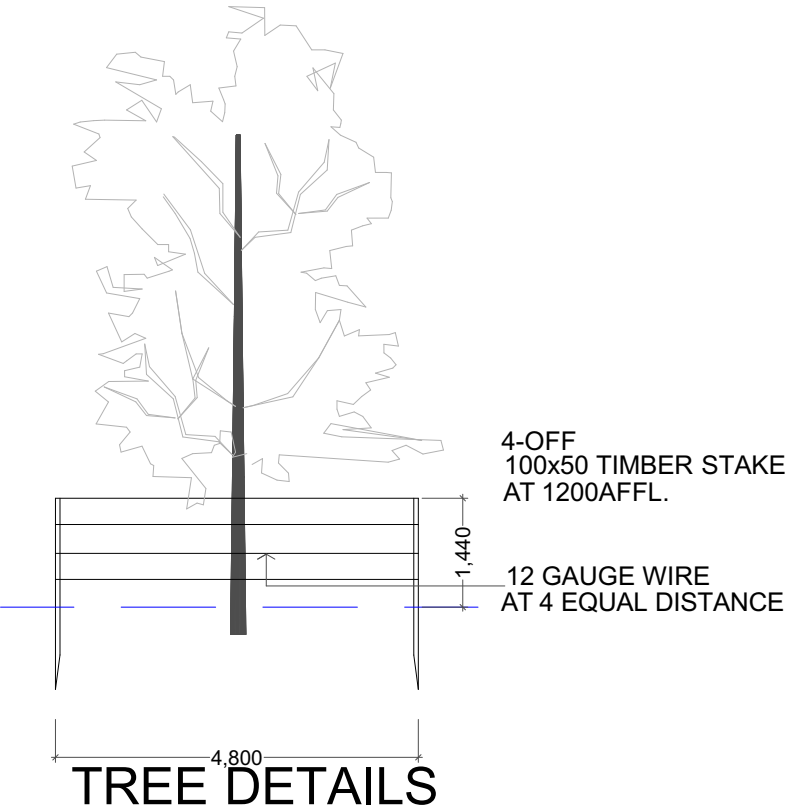 4-OFF
100x50 TIMBER STAKE
AT 1200AFFL.
1,440
12 GAUGE WIRE
AT 4 EQUAL DISTANCE
4,800
TREE DETAILS